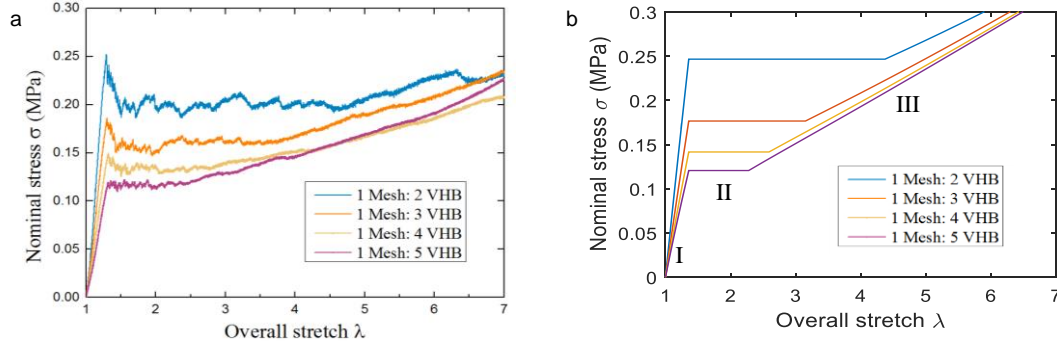 a
0.30
0.25
0.20
0.15
0.10
0.05
0.00
Nominal stress σ (MPa)
1 Mesh: 2 VHB
1 Mesh: 3 VHB
1 Mesh: 4 VHB
1 Mesh: 5 VHB
1 2 3 4 5 6 7
Overall stretch λ
b
0.3
0.25
0.2
0.15
0.1
0.05
0
Nominal stress σ (MPa)
I
II
III
1 Mesh: 2 VHB
1 Mesh: 3 VHB
1 Mesh: 4 VHB
1 Mesh: 5 VHB
1 2 3 4 5 6 7
Overall stretch λ